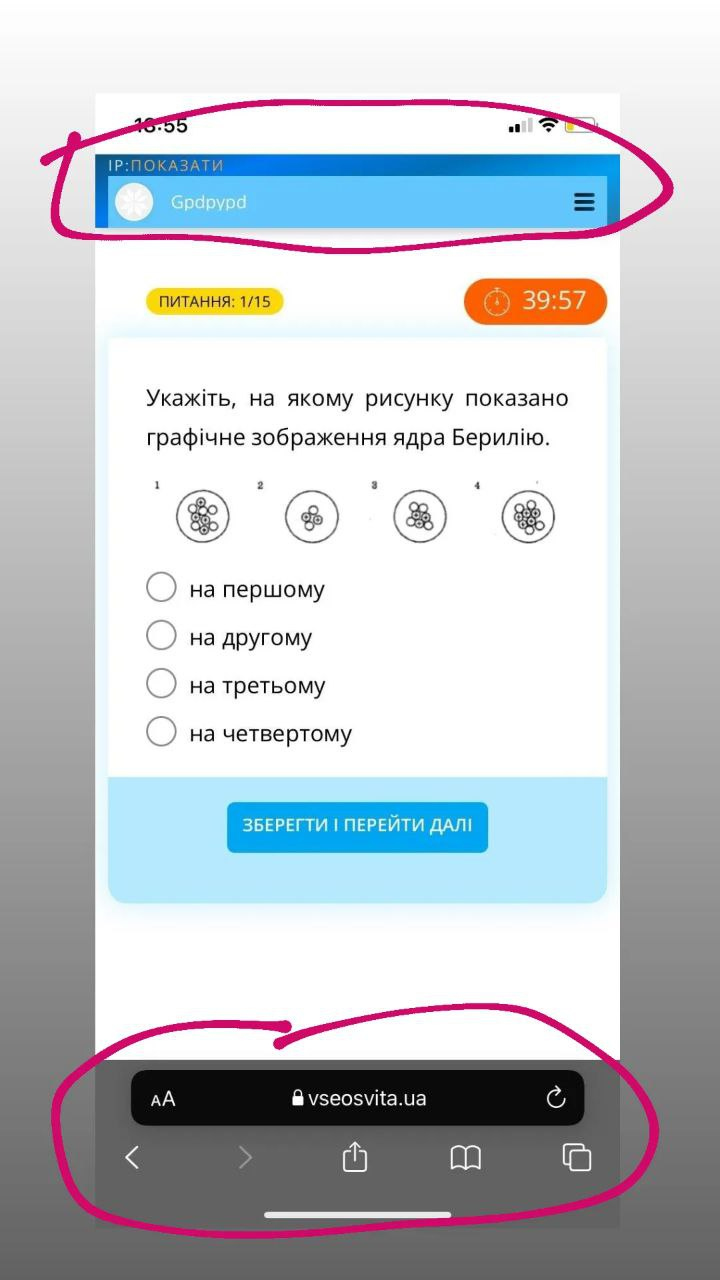 18:55
IP:ПОКАЗАТИ
Gpdpypd
ПИТАННЯ: 1/15
39:57
Укажіть, на якому рисунку показано
графічне зображення ядра Берилію.
1 2 3 4
на першому
на другому
на третьому
на четвертому
ЗБЕРЕГТИ І ПЕРЕЙТИ ДАЛІ
AA vseosvita.ua